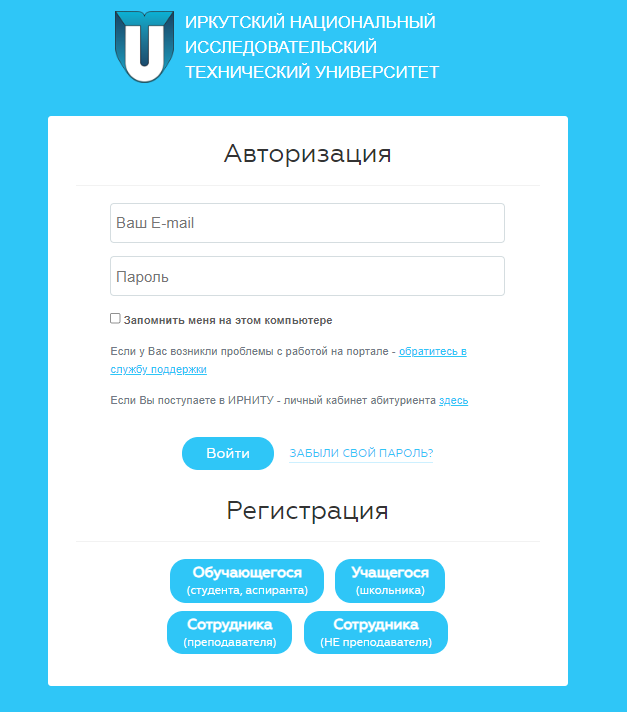 ИРКУТСКИЙ НАЦИОНАЛЬНЫЙ
ИССЛЕДОВАТЕЛЬСКИЙ
ТЕХНИЧЕСКИЙ УНИВЕРСИТЕТ
Авторизация
Ваш E-mail
Пароль
Запомнить меня на этом компьютере
Если у Вас возникли проблемы с работой на портале - обратитесь в
службу поддержки
Если Вы поступаете в ИРНИТУ - личный кабинет абитуриента здесь
Войти ЗАБЫЛИ СВОЙ ПАРОЛЬ?
Регистрация
Обучающегося Учащегося
(студента, аспиранта) (школьника)
Сотрудника Сотрудника
(преподавателя) (НЕ преподавателя)